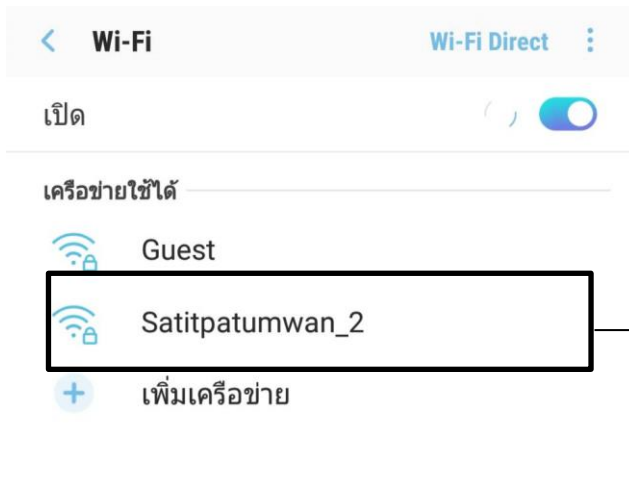 Wi-Fi Wi-Fi Direct
เปิด
เครือข่ายใช้ได้
Guest
Satitpatumwan_2
เพิ่มเครือข่าย